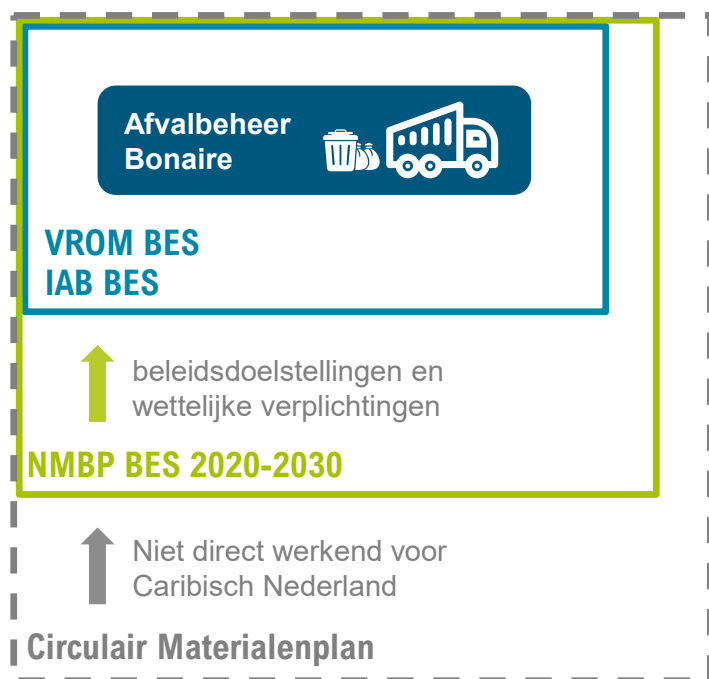 Afvalbeheer
Bonaire
VROM BES
IAB BES
beleidsdoelstellingen en
wettelijke verplichtingen
NMBP BES 2020-2030
Niet direct werkend voor
Caribisch Nederland
Circulair Materialenplan